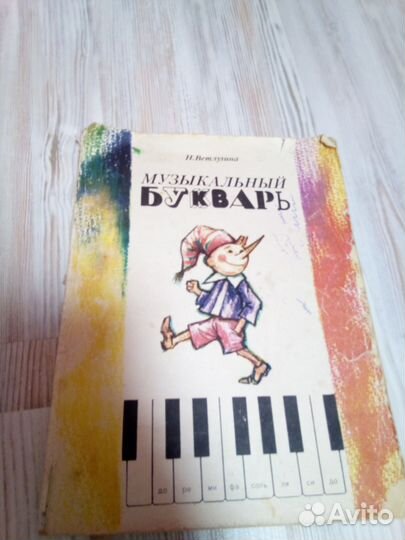 Н. Ветлугина
МУЗЫКАЛЬНЫЙ
БУКВАРЬ
до ре ми фа соль ля си до
Avito